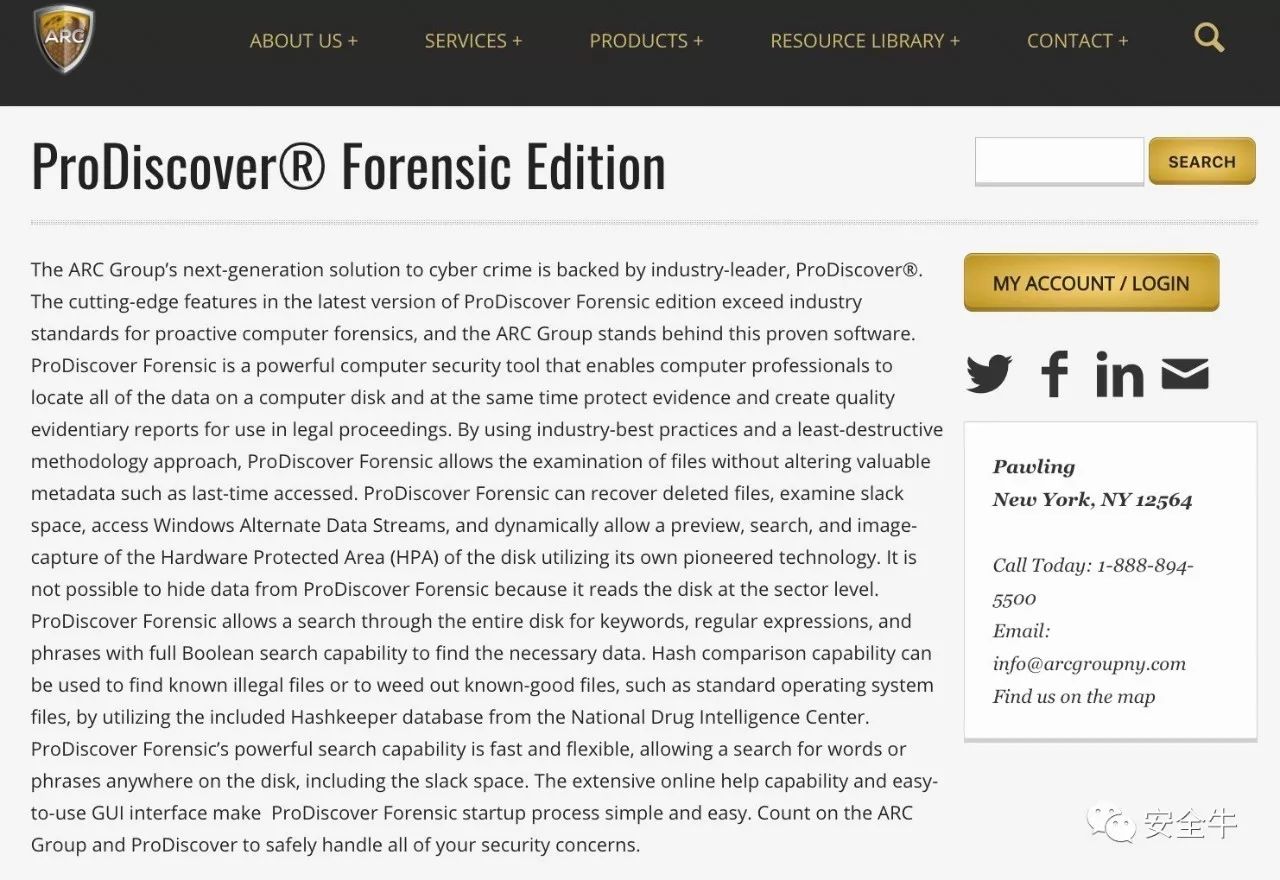 ARC
ABOUT US +
SERVICES +
PRODUCTS +
RESOURCE LIBRARY +
CONTACT +
ProDiscover® Forensic Edition
SEARCH
The ARC Group’s next-generation solution to cyber crime is backed by industry-leader, ProDiscover®.
The cutting-edge features in the latest version of ProDiscover Forensic edition exceed industry
standards for proactive computer forensics, and the ARC Group stands behind this proven software.
ProDiscover Forensic is a powerful computer security tool that enables computer professionals to
locate all of the data on a computer disk and at the same time protect evidence and create quality
evidentiary reports for use in legal proceedings. By using industry-best practices and a least-destructive
methodology approach, ProDiscover Forensic allows the examination of files without altering valuable
metadata such as last-time accessed. ProDiscover Forensic can recover deleted files, examine slack
space, access Windows Alternate Data Streams, and dynamically allow a preview, search, and image-
capture of the Hardware Protected Area (HPA) of the disk utilizing its own pioneered technology. It is
not possible to hide data from ProDiscover Forensic because it reads the disk at the sector level.
ProDiscover Forensic allows a search through the entire disk for keywords, regular expressions, and
phrases with full Boolean search capability to find the necessary data. Hash comparison capability can
be used to find known illegal files or to weed out known-good files, such as standard operating system
files, by utilizing the included Hashkeeper database from the National Drug Intelligence Center.
ProDiscover Forensic’s powerful search capability is fast and flexible, allowing a search for words or
phrases anywhere on the disk, including the slack space. The extensive online help capability and easy-
to-use GUI interface make  ProDiscover Forensic startup process simple and easy. Count on the ARC
Group and ProDiscover to safely handle all of your security concerns.
MY ACCOUNT / LOGIN
Pawling
New York, NY 12564
Call Today: 1-888-894-
5500
Email:
info@arcgroupny.com
Find us on the map
安全牛